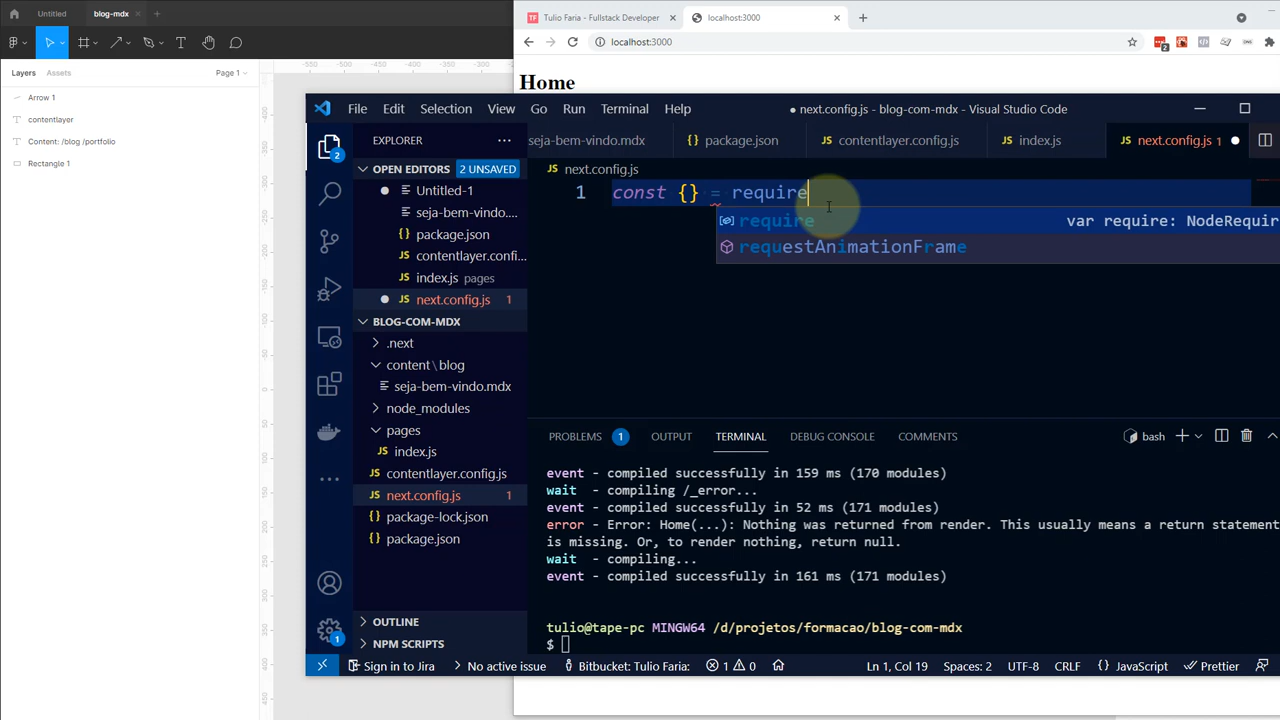 Untitled
blog-mdx
Tulio Faria - Fullstack Developer
localhost:3000
localhost:3000
Layers
Assets
Page 1
-550 -500 -450 -400 -350 -300
Arrow 1
contentlayer
Content: /blog /portfolio
Rectangle 1
Home
File Edit Selection View Go Run Terminal Help
● next.config.js - blog-com-mdx - Visual Studio Code
EXPLORER
seja-bem-vindo.mdx
package.json
contentlayer.config.js
index.js
next.config.js 1
OPEN EDITORS
2 UNSAVED
Untitled-1
seja-bem-vindo....
package.json
contentlayer.confi...
index.js pages
next.config.js 1
BLOG-COM-MDX
.next
content\blog
seja-bem-vindo.mdx
node_modules
pages
index.js
contentlayer.config.js
next.config.js 1
package-lock.json
package.json
OUTLINE
NPM SCRIPTS
next.config.js
1 const {} = require
require var require: NodeRequir
requestAnimationFrame
PROBLEMS 1 OUTPUT TERMINAL DEBUG CONSOLE COMMENTS
bash
event - compiled successfully in 159 ms (170 modules)
wait - compiling /_error...
event - compiled successfully in 52 ms (171 modules)
error - Error: Home(...): Nothing was returned from render. This usually means a return statement
is missing. Or, to render nothing, return null.
wait - compiling...
event - compiled successfully in 161 ms (171 modules)
tulio@tape-pc MINGW64 /d/projetos/formacao/blog-com-mdx
$
Sign in to Jira
No active issue
Bitbucket: Tulio Faria:
1 0
Ln 1, Col 19
Spaces: 2
UTF-8
CRLF
JavaScript
Prettier